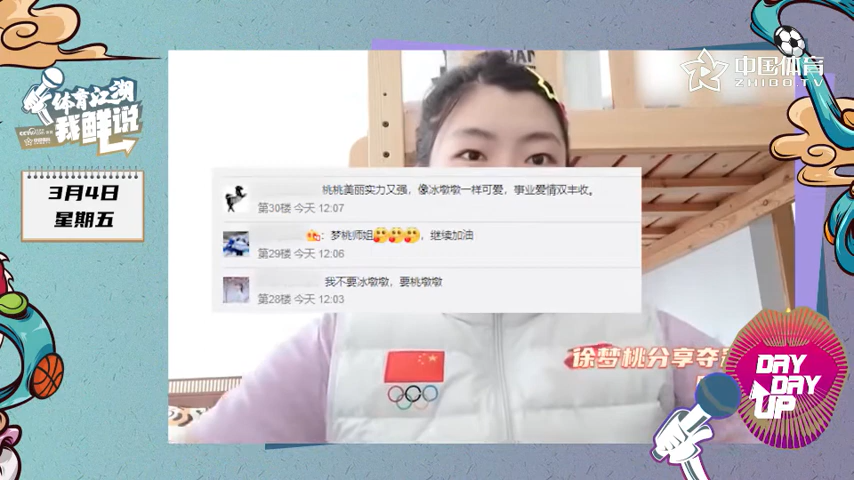 中国体育
ZHIBO.TV
体育江湖
我鲜说
3月4日
星期五
桃桃美丽实力又强，像冰墩墩一样可爱，事业爱情双丰收。
第30楼 今天 12:07
：梦桃师姐，继续加油
第29楼 今天 12:06
我不要冰墩墩，要桃墩墩
第28楼 今天 12:03
徐梦桃分享夺冠
DAY
DAY
UP